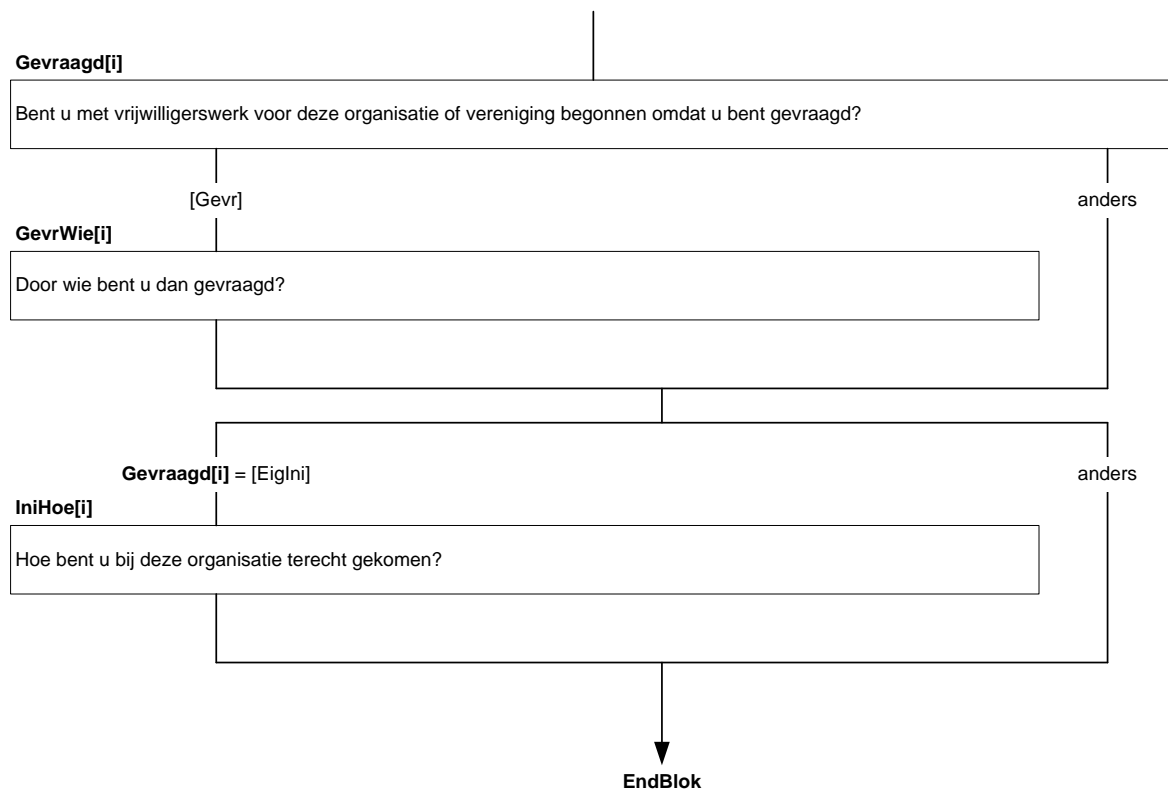 Gevraagd[i]
Bent u met vrijwilligerswerk voor deze organisatie of vereniging begonnen omdat u bent gevraagd?
[Gevr]
anders
GevrWie[i]
Door wie bent u dan gevraagd?
Gevraagd[i] = [EigIni]
anders
IniHoe[i]
Hoe bent u bij deze organisatie terecht gekomen?
EndBlok